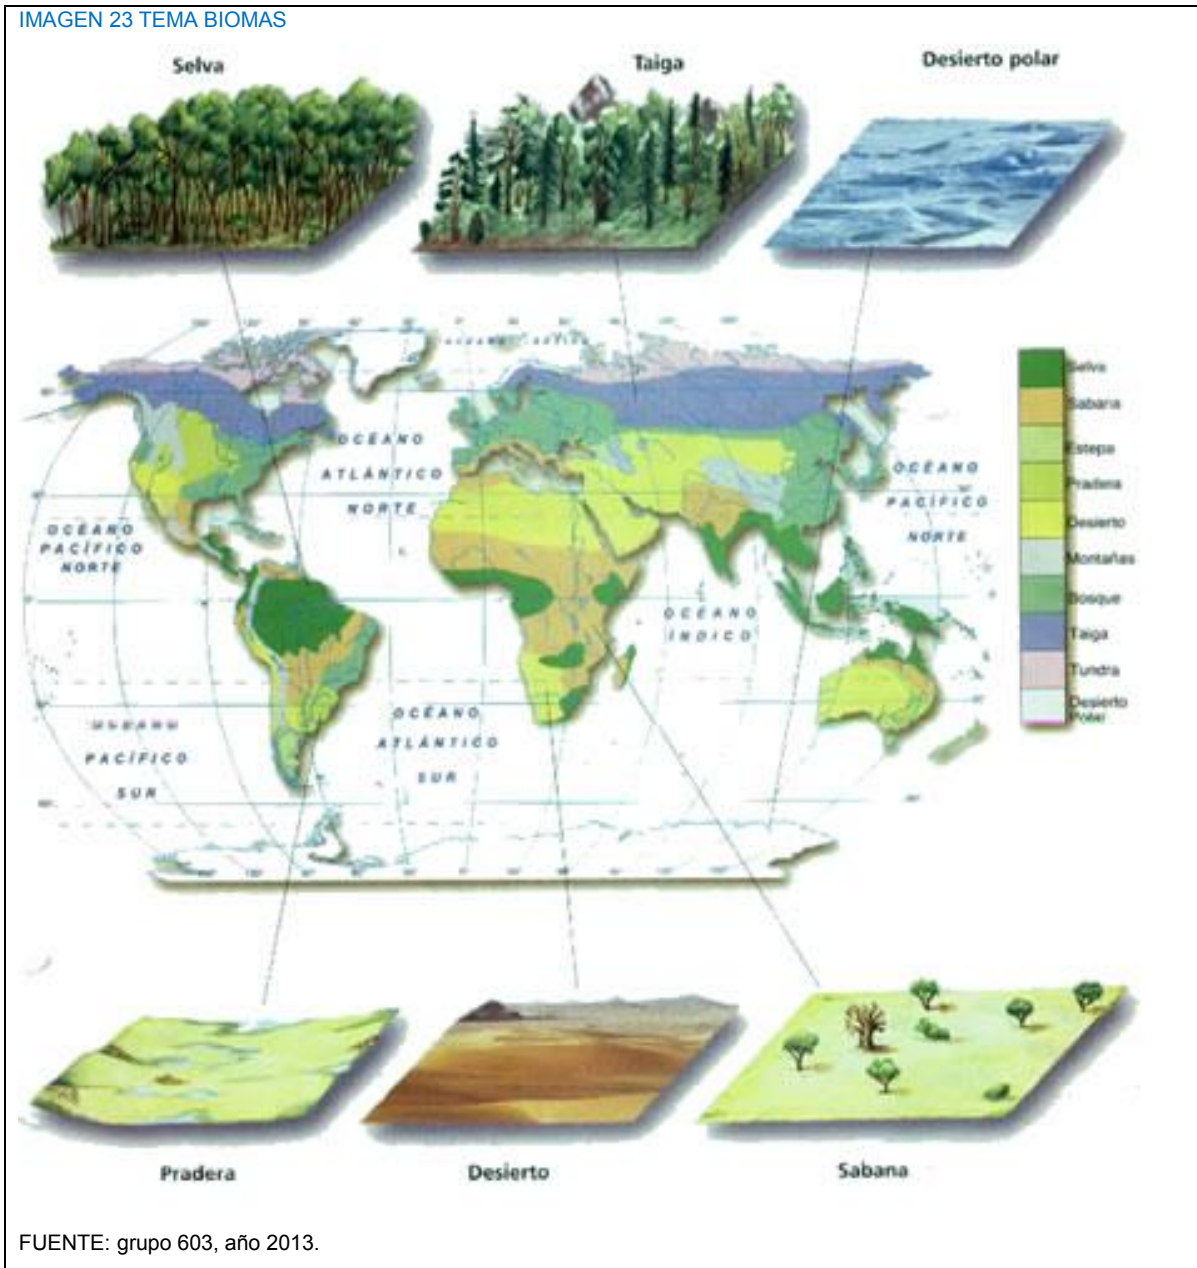 IMAGEN 23 TEMA BIOMAS
Selva
Taiga
Desierto polar
Selva
Sabana
Estepa
Pradera
Desierto
Montañas
Bosque
Taiga
Tundra
Desierto
Polar
OCÉANO
ATLÁNTICO
NORTE
OCÉANO
PACÍFICO
NORTE
OCÉANO
PACÍFICO
NORTE
OCÉANO
ÍNDICO
OCÉANO
ATLÁNTICO
SUR
PACÍFICO
SUR
Pradera
Desierto
Sabana
FUENTE: grupo 603, año 2013.